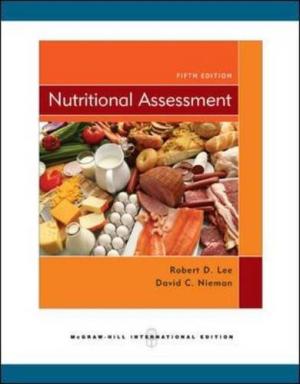 FIFTH EDITION
Nutritional Assessment
Robert D. Lee
David C. Nieman
McGRAW-HILL INTERNATIONAL EDITION